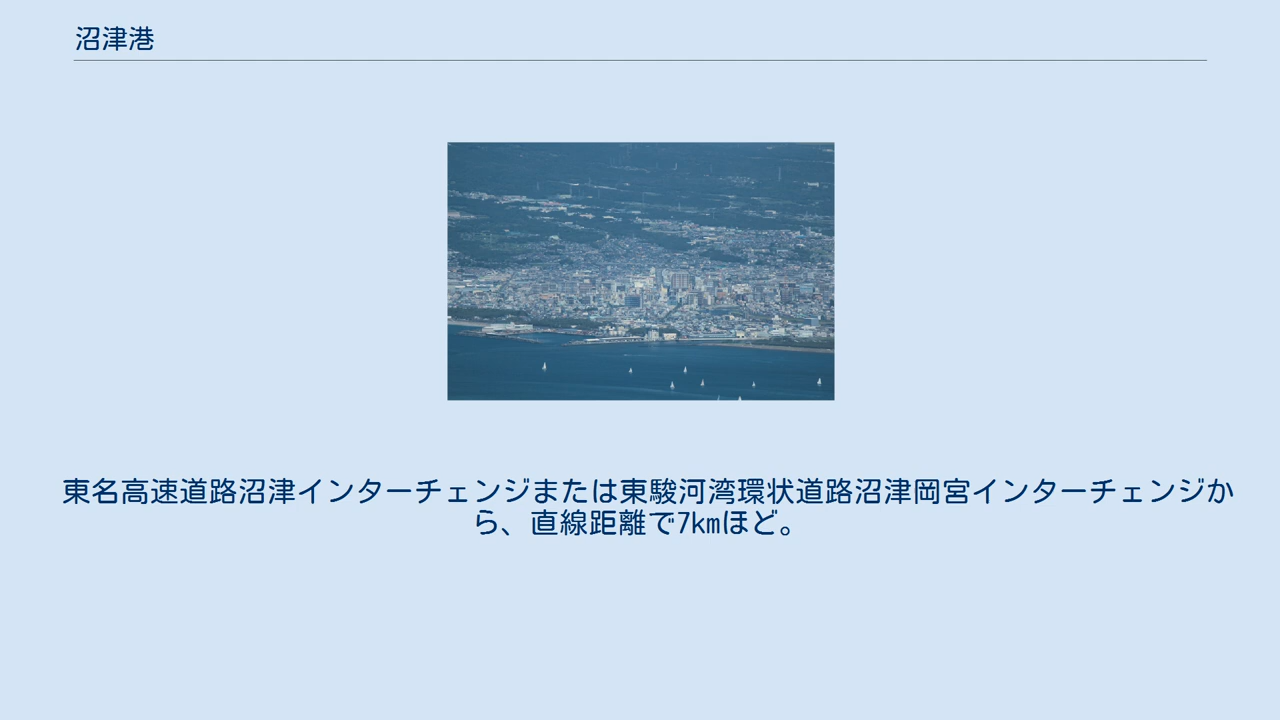 沼津港
東名高速道路沼津インターチェンジまたは東駿河湾環状道路沼津岡宮インターチェンジか
ら、直線距離で7kmほど。